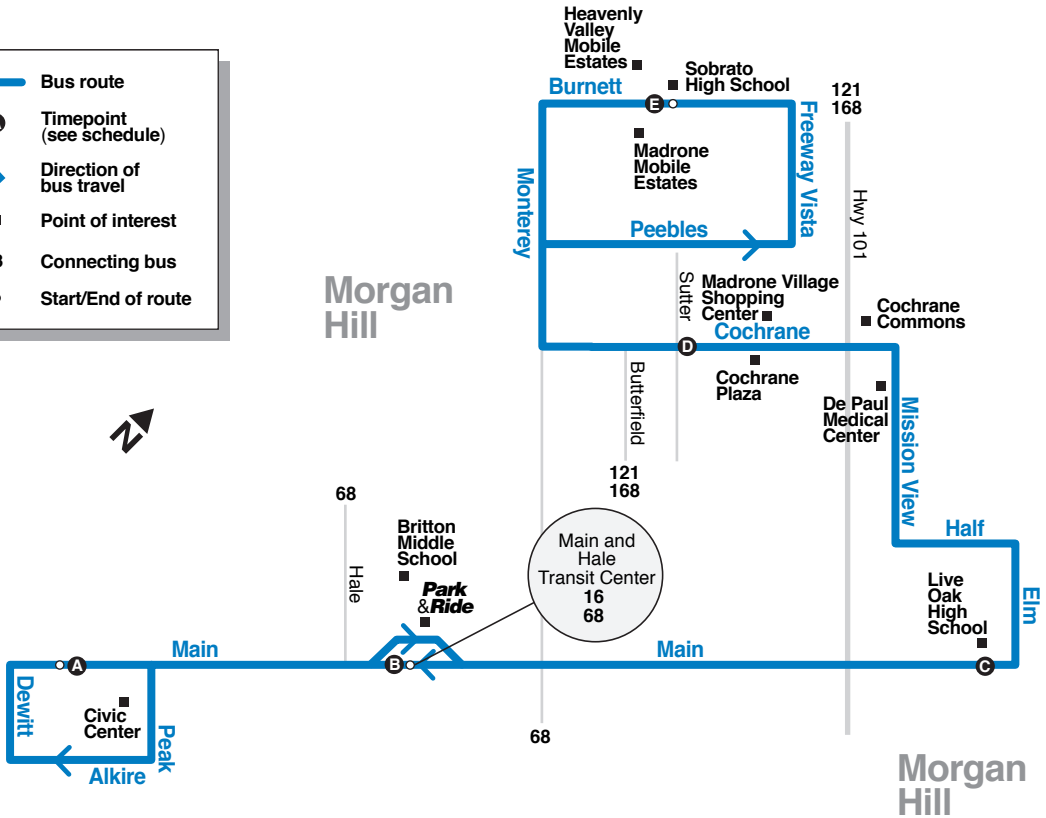 Bus route
Timepoint
(see schedule)
Direction of
bus travel
Point of interest
Connecting bus
Start/End of route
Heavenly
Valley
Mobile
Estates
Burnett
E
Sobrato
High School
121
168
Freeway Vista
Madrone
Mobile
Estates
Monterey
Peebles
Hwy 101
Morgan
Hill
Sutter
Madrone Village
Shopping
Center
Cochrane
Cochrane
Commons
D
Cochrane
Plaza
Butterfield
De Paul
Medical
Center
Mission View
N
121
168
68
Hale
Britton
Middle
School
Park
&Ride
Main and
Hale
Transit Center
16
68
Half
Live
Oak
High
School
Elm
Main
Main
A
B
C
Dewitt
Civic
Center
Peak
Alkire
68
Morgan
Hill